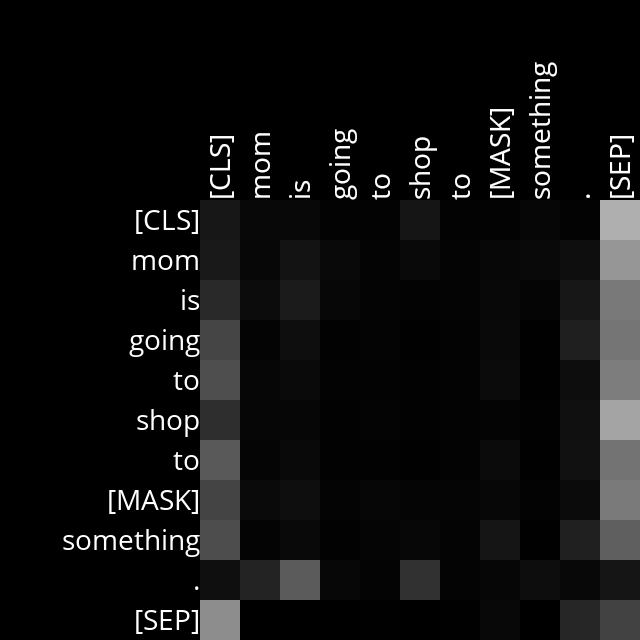 [CLS]
mom
is
going
to
shop
to
[MASK]
something
.
[SEP]
[CLS]
mom
is
going
to
shop
to
[MASK]
something
.
[SEP]